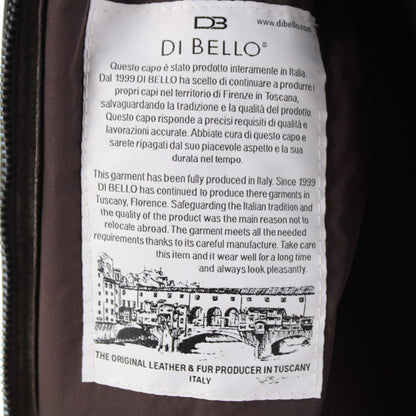 DB
www.dibello.com
DI BELLO®
Questo capo è stato prodotto interamente in Italia.
Dal 1999 DI BELLO ha scelto di continuare a produrre i
propri capi nel territorio di Firenze in Toscana,
salvaguardando la tradizione e la qualità del prodotto.
Questo capo risponde a precisi requisiti di qualità e
lavorazioni accurate. Abbiate cura di questo capo e
sarete ripagati dal suo piacevole aspetto e la sua
durata nel tempo.
This garment has been fully produced in Italy. Since 1999
DI BELLO has continued to produce there garments in
Tuscany, Florence. Safeguarding the Italian tradition and
the quality of the product was the main reason not to
relocale abroad. The garment meets all the needed
requirements thanks to its careful manufacture. Take care
this item and it wear well for a long time
and always look pleasantly.
THE ORIGINAL LEATHER & FUR PRODUCER IN TUSCANY
ITALY